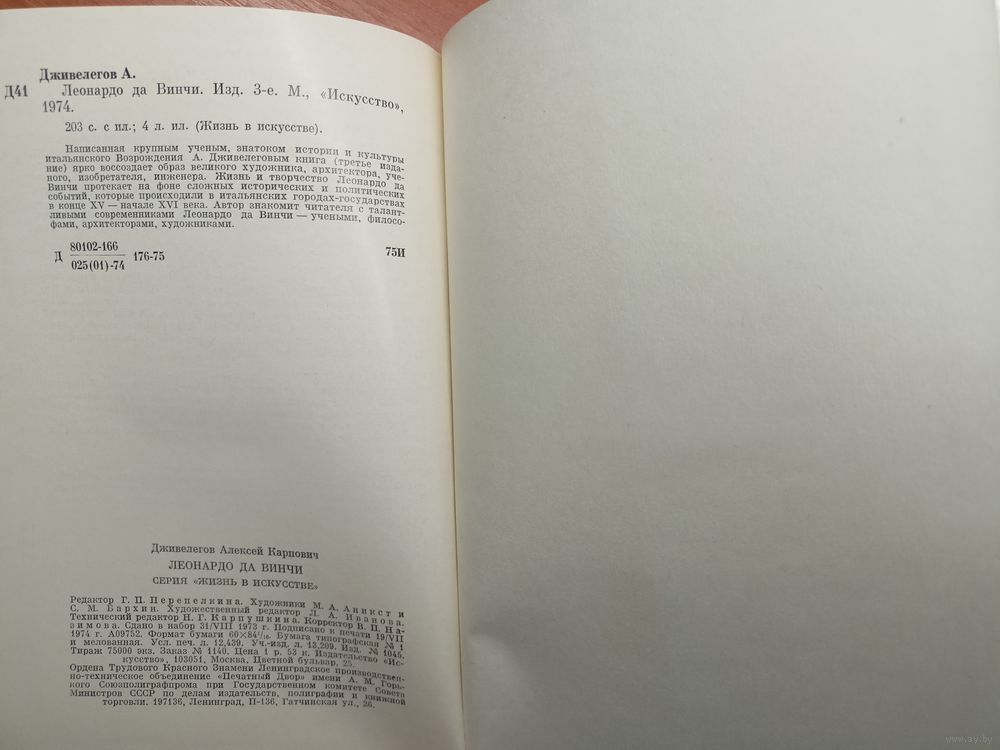 Дживелегов А.
Д41 Леонардо да Винчи. Изд. 3-е. М., «Искусство»,
1974.
203 с. с ил.; 4 л. ил. (Жизнь в искусстве).
Написанная крупным ученым, знатоком истории и культуры
итальянского Возрождения А. Дживелеговым книга (третье изда-
ние) ярко воссоздает образ великого художника, архитектора, уче-
ного, изобретателя, инженера. Жизнь и творчество Леонардо да
Винчи протекает на фоне сложных исторических и политических
событий, которые происходили в итальянских городах-государствах
в конце XV — начале XVI века. Автор знакомит читателя с талант-
ливыми современниками Леонардо да Винчи — учеными, филосо-
фами, архитекторами, художниками.
Д 80102-166
025(01)-74 176-75 75И
Дживелегов Алексей Карпович
ЛЕОНАРДО ДА ВИНЧИ
СЕРИЯ «ЖИЗНЬ В ИСКУССТВЕ»
Редактор Г. П. Перепелкина. Художники М. А. Аникст и
С. М. Бархин. Художественный редактор Л. А. Иванова.
Технический редактор Н. Г. Карпушкина. Корректор В. П. На-
зимова. Сдано в набор 31/VIII 1973 г. Подписано к печати 19/VII
1974 г. А09752. Формат бумаги 60×84 1/16. Бумага типографская № 1
и мелованная. Усл. печ. л. 12,439. Уч.-изд. л. 13,209. Изд. № 1045.
Тираж 75000 экз. Заказ № 1140. Цена 1 р. 53 к. Издательство «Ис-
кусство», 103051, Москва, Цветной бульвар, 25.
Ордена Трудового Красного Знамени Ленинградское производствен-
но-техническое объединение «Печатный Двор» имени А. М. Горь-
кого Союзполиграфпрома при Государственном комитете Совета
Министров СССР по делам издательств, полиграфии и книжной
торговли. 197136, Ленинград, П-136, Гатчинская ул., 26.
www.ay.by